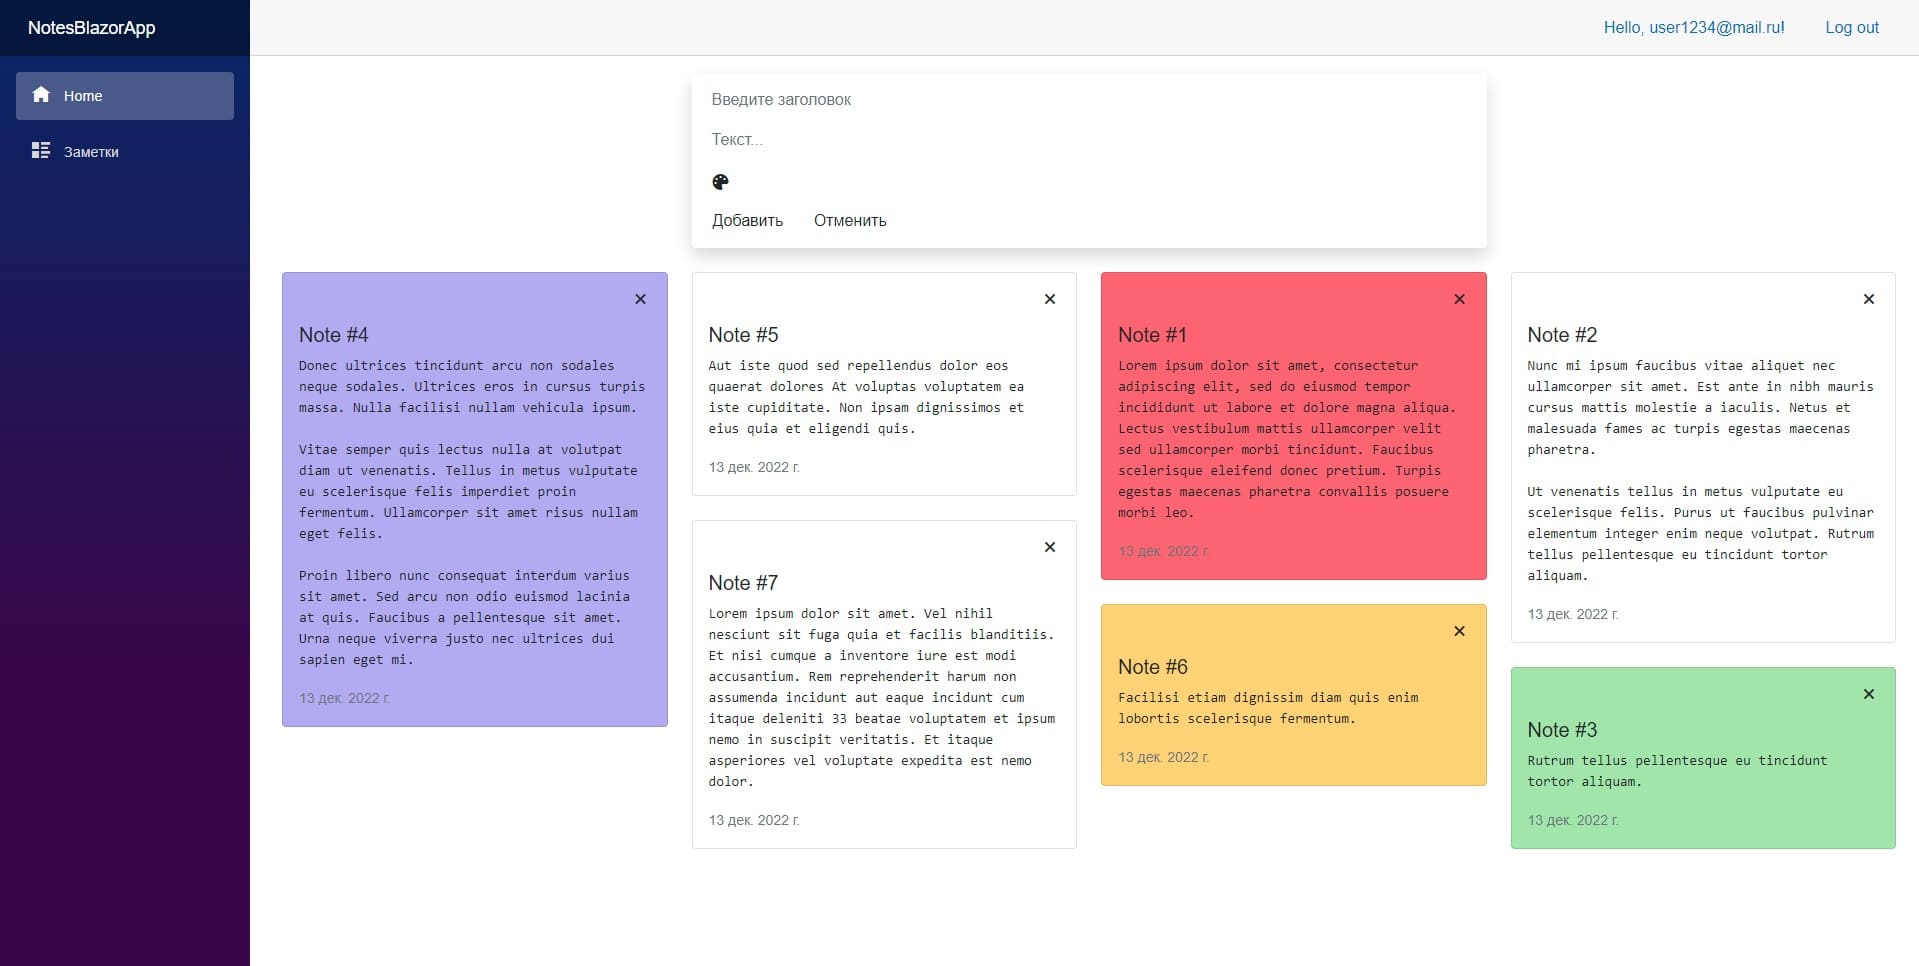 NotesBlazorApp
Hello, user1234@mail.ru!
Log out
Home
Заметки
Введите заголовок
Текст...
Добавить
Отменить
Note #4
Donec ultrices tincidunt arcu non sodales
neque sodales. Ultrices eros in cursus turpis
massa. Nulla facilisi nullam vehicula ipsum.
Vitae semper quis lectus nulla at volutpat
diam ut venenatis. Tellus in metus vulputate
eu scelerisque felis imperdiet proin
fermentum. Ullamcorper sit amet risus nullam
eget felis.
Proin libero nunc consequat interdum varius
sit amet. Sed arcu non odio euismod lacinia
at quis. Faucibus a pellentesque sit amet.
Urna neque viverra justo nec ultrices dui
sapien eget mi.
13 дек. 2022 г.
Note #5
Aut iste quod sed repellendus dolor eos
quaerat dolores At voluptas voluptatem ea
iste cupiditate. Non ipsam dignissimos et
eius quia et eligendi quis.
13 дек. 2022 г.
Note #7
Lorem ipsum dolor sit amet. Vel nihil
nesciunt sit fuga quia et facilis blanditiis.
Et nisi cumque a inventore iure est modi
accusantium. Rem reprehenderit harum non
assumenda incidunt aut eaque incidunt cum
itaque deleniti 33 beatae voluptatem et ipsum
nemo in suscipit veritatis. Et itaque
asperiores vel voluptate expedita est nemo
dolor.
13 дек. 2022 г.
Note #1
Lorem ipsum dolor sit amet, consectetur
adipiscing elit, sed do eiusmod tempor
incididunt ut labore et dolore magna aliqua.
Lectus vestibulum mattis ullamcorper velit
sed ullamcorper morbi tincidunt. Faucibus
scelerisque eleifend donec pretium. Turpis
egestas maecenas pharetra convallis posuere
morbi leo.
13 дек. 2022 г.
Note #6
Facilisi etiam dignissim diam quis enim
lobortis scelerisque fermentum.
13 дек. 2022 г.
Note #2
Nunc mi ipsum faucibus vitae aliquet nec
ullamcorper sit amet. Est ante in nibh mauris
cursus mattis molestie a iaculis. Netus et
malesuada fames ac turpis egestas maecenas
pharetra.
Ut venenatis tellus in metus vulputate eu
scelerisque felis. Purus ut faucibus pulvinar
elementum integer enim neque volutpat. Rutrum
tellus pellentesque eu tincidunt tortor
aliquam.
13 дек. 2022 г.
Note #3
Rutrum tellus pellentesque eu tincidunt
tortor aliquam.
13 дек. 2022 г.